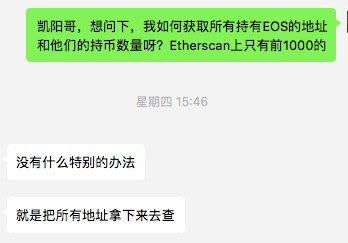 凯阳哥，想问下，我如何获取所有持有EOS的地址
和他们的持币数量呀？Etherscan上只有前1000的
星期四 15:46
没有什么特别的办法
就是把所有地址拿下来去查